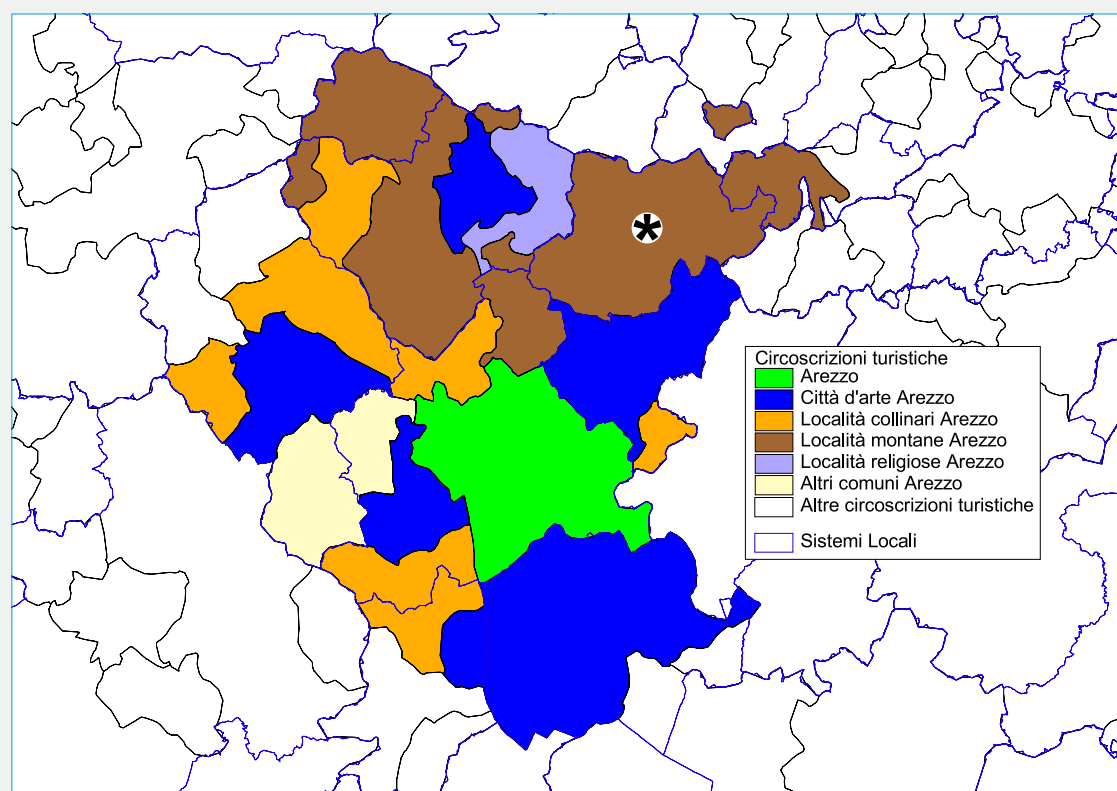 Circoscrizioni turistiche
Arezzo
Città d'arte Arezzo
Località collinari Arezzo
Località montane Arezzo
Località religiose Arezzo
Altri comuni Arezzo
Altre circoscrizioni turistiche
Sistemi Locali
*